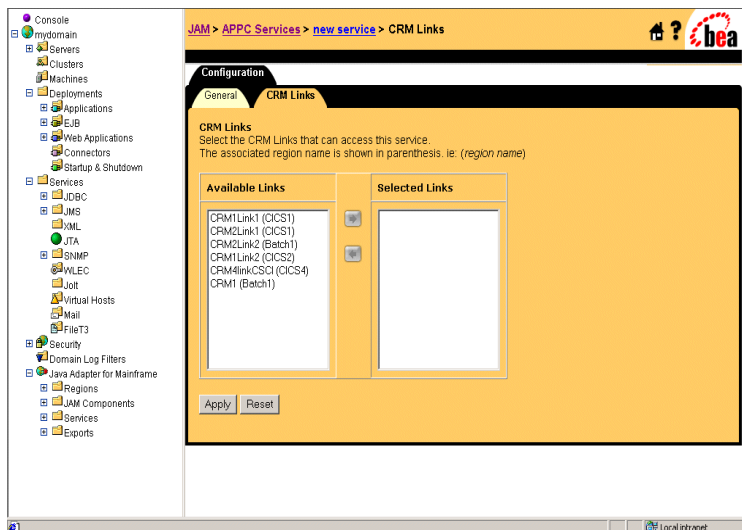 Console
mydomain
Servers
Clusters
Machines
Deployments
Applications
EJB
Web Applications
Connectors
Startup & Shutdown
Services
JDBC
JMS
XML
JTA
SNMP
WLEC
Jolt
Virtual Hosts
Mail
FileT3
Security
Domain Log Filters
Java Adapter for Mainframe
Regions
JAM Components
Services
Exports
JAM > APPC Services > new service > CRM Links
?
bea
Configuration
General CRM Links
CRM Links
Select the CRM Links that can access this service.
The associated region name is shown in parenthesis. ie: (region name)
Available Links Selected Links
CRM1Link1 (CICS1)
CRM2Link1 (CICS1)
CRM2Link2 (Batch1)
CRM1Link2 (CICS2)
CRM4linkCSCI (CICS4)
CRM1 (Batch1)
Apply Reset
Local intranet